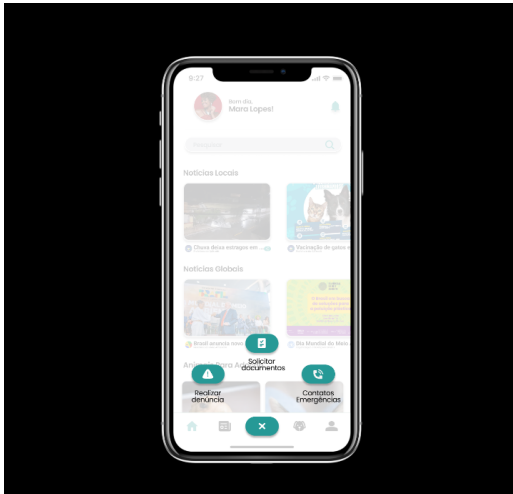 9:27
Bom dia,
Mara Lopes!
Pesquisar
Notícias Locais
Chuva deixa estragos em ...
Vacinação de gatos e
Notícias Globais
Brasil anuncia novo
Dia Mundial do Meio
Solicitar
documentos
Realizar
denúncia
Contatos
Emergências